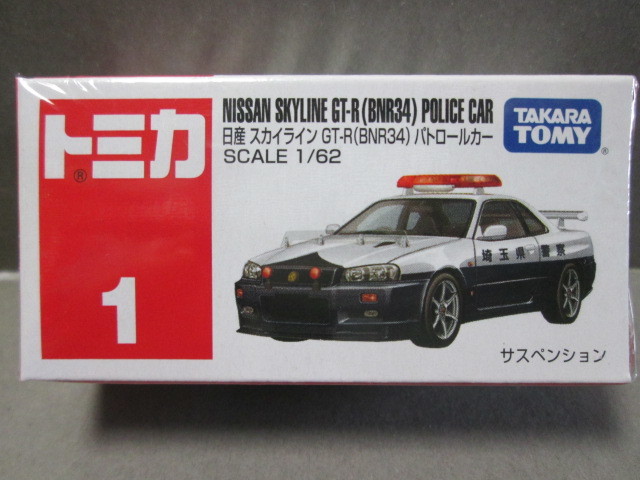 トミカ
®
1
NISSAN SKYLINE GT-R (BNR34) POLICE CAR
日産 スカイライン GT-R(BNR34) パトロールカー
SCALE 1/62
TAKARA
TOMY
®
埼玉県警察
サスペンション